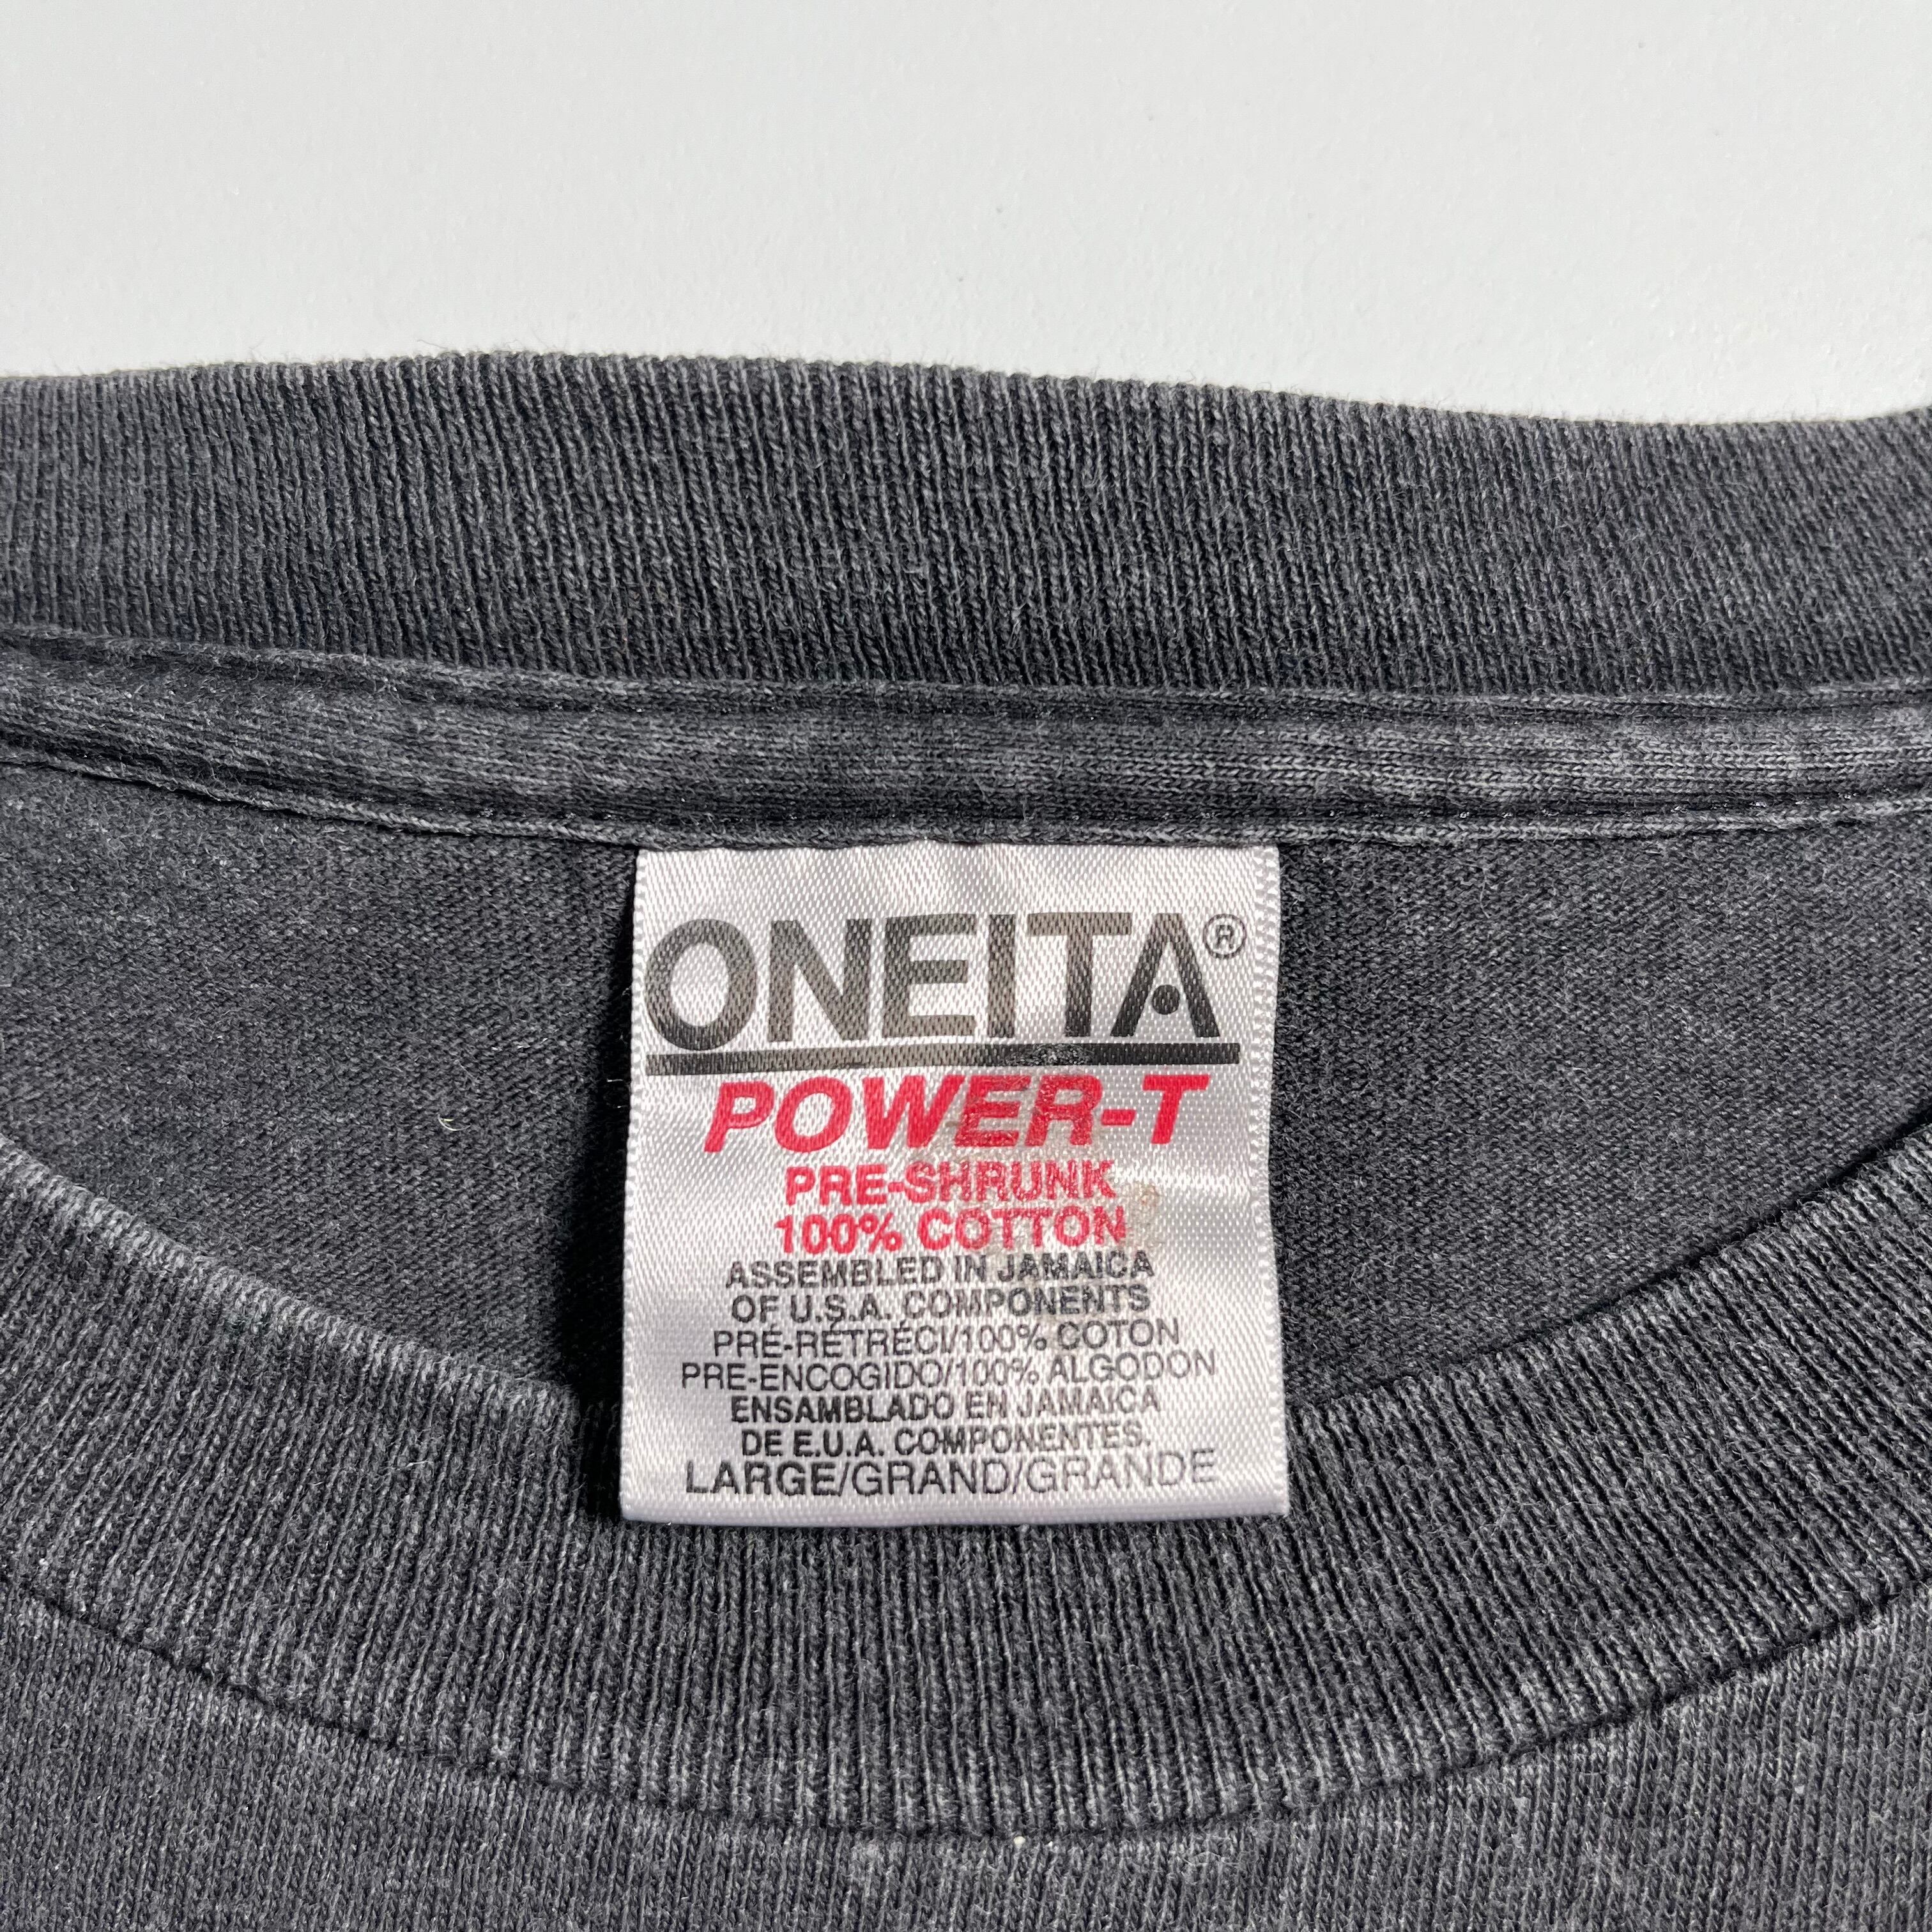 ONEITA®
POWER-T
PRE-SHRUNK
100% COTTON
ASSEMBLED IN JAMAICA
OF U.S.A. COMPONENTS
PRÉ-RÉTRÉCI/100% COTON
PRE-ENCOGIDO/100% ALGODON
ENSAMBLADO EN JAMAICA
DE E.U.A. COMPONENTES.
LARGE/GRAND/GRANDE